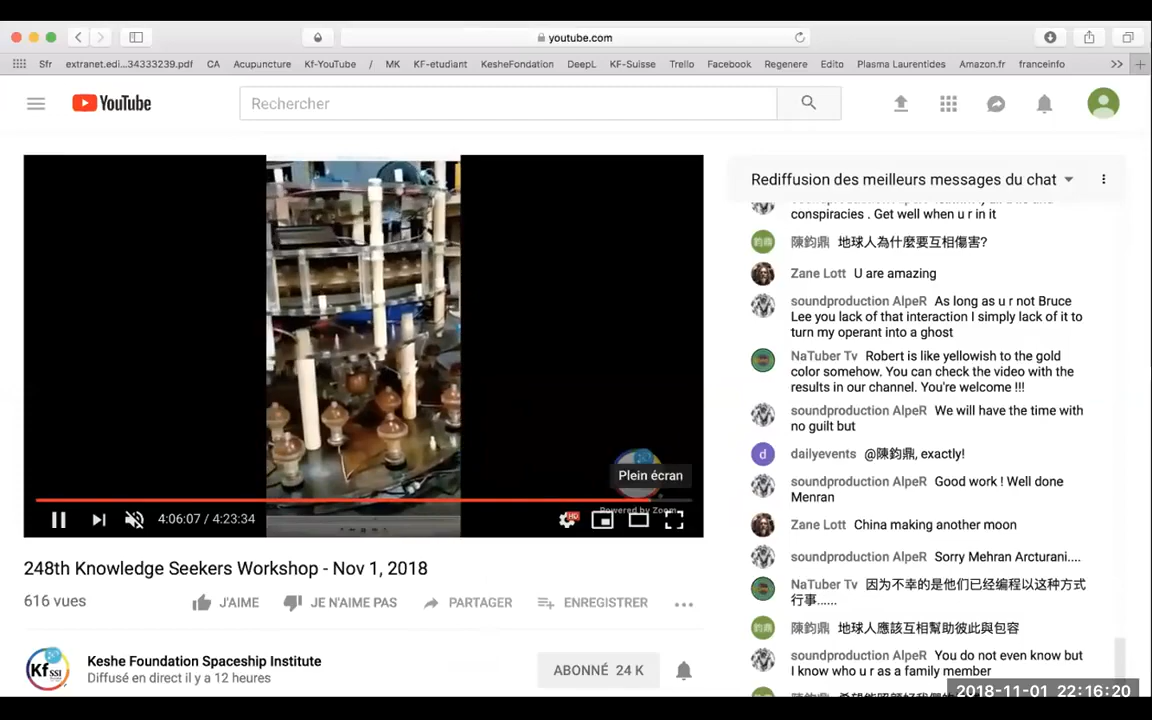 youtube.com
Sfr extranet.edi...34333239.pdf CA Acupuncture Kf-YouTube / MK KF-etudiant KesheFondation DeepL KF-Suisse Trello Facebook Regenere Edito Plasma Laurentides Amazon.fr franceinfo
YouTube
Rechercher
Plein écran
Powered by Zoom
4:06:07 / 4:23:34
HD
248th Knowledge Seekers Workshop - Nov 1, 2018
616 vues
J'AIME
JE N'AIME PAS
PARTAGER
ENREGISTRER
Kf SSI
Keshe Foundation Spaceship Institute
Diffusé en direct il y a 12 heures
ABONNÉ 24 K
Rediffusion des meilleurs messages du chat
conspiracies . Get well when u r in it
鈞鼎 陳鈞鼎 地球人為什麼要互相傷害?
Zane Lott U are amazing
soundproduction AlpeR As long as u r not Bruce
Lee you lack of that interaction I simply lack of it to
turn my operant into a ghost
NaTuber Tv Robert is like yellowish to the gold
color somehow. You can check the video with the
results in our channel. You're welcome !!!
soundproduction AlpeR We will have the time with
no guilt but
d dailyevents @陳鈞鼎, exactly!
soundproduction AlpeR Good work ! Well done
Menran
Zane Lott China making another moon
soundproduction AlpeR Sorry Mehran Arcturani....
NaTuber Tv 因为不幸的是他们已经编程以这种方式
行事......
鈞鼎 陳鈞鼎 地球人應該互相幫助彼此與包容
soundproduction AlpeR You do not even know but
I know who u r as a family member
2018-11-01 22:16:20